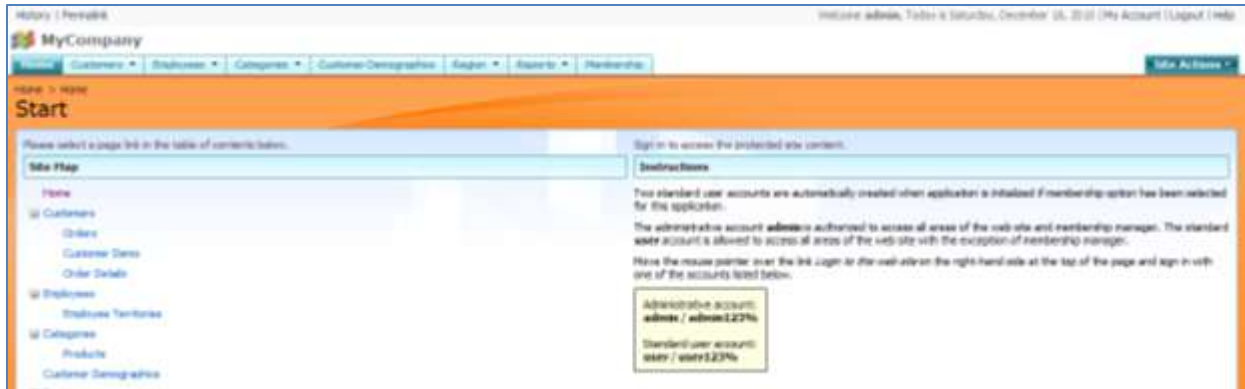 History | Permalink
Welcome admin, Today is Saturday, December 18, 2010 | My Account | Logout | Help
MyCompany
Home Customers Employees Categories Customer Demographics Region Reports Membership
Site Actions
Home > Home
Start
Please select a page link in the table of contents below.
Site Map
Home
Customers
Orders
Customer Demo
Order Details
Employees
Employee Territories
Categories
Products
Customer Demographics
Sign in to access the protected site content.
Instructions
Two standard user accounts are automatically created when application is initialized if membership option has been selected
for this application.
The administrative account admin is authorized to access all areas of the web site and membership manager. The standard
user account is allowed to access all areas of the web site with the exception of membership manager.
Move the mouse pointer over the link Login to this web site on the right-hand side at the top of the page and sign in with
one of the accounts listed below.
Administrative account:
admin / admin123%
Standard user account:
user / user123%